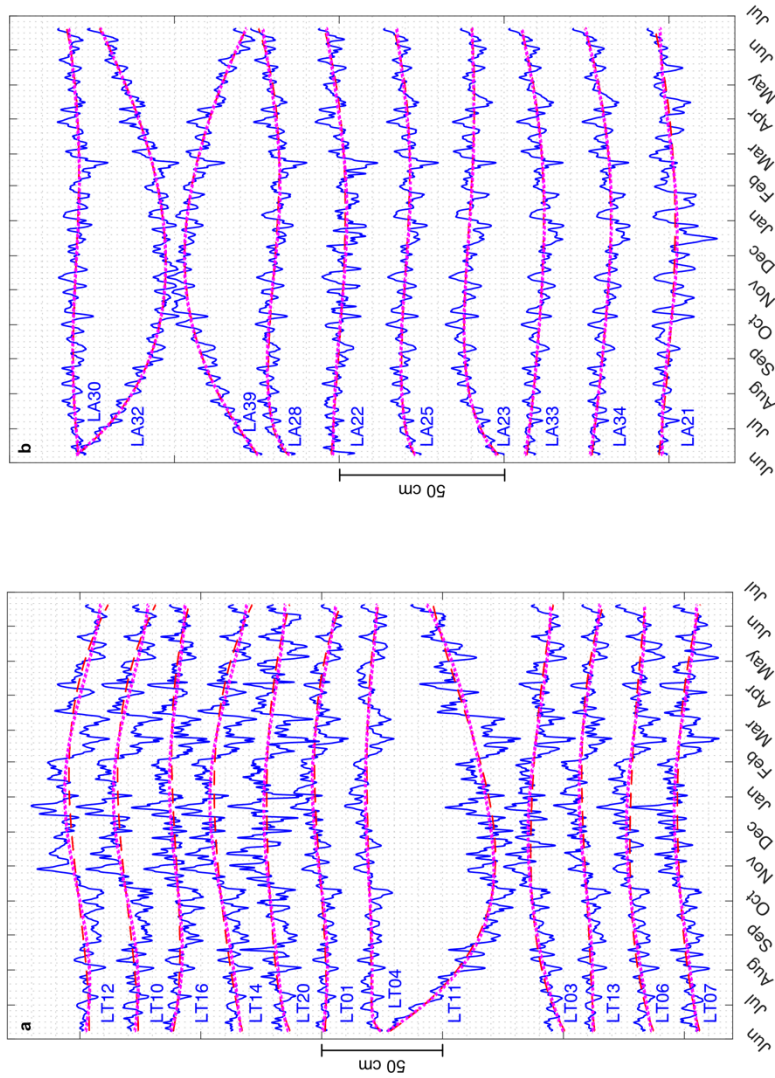 a
LT12
LT10
LT16
LT14
LT20
LT01
LT04
LT11
LT03
LT13
LT06
LT07
50 cm
Jun
Jul
Aug
Sep
Oct
Nov
Dec
Jan
Feb
Mar
Apr
May
Jun
Jul
b
LA30
LA32
LA39
LA28
LA22
LA25
LA23
LA33
LA34
LA21
50 cm
Jun
Jul
Aug
Sep
Oct
Nov
Dec
Jan
Feb
Mar
Apr
May
Jun
Jul